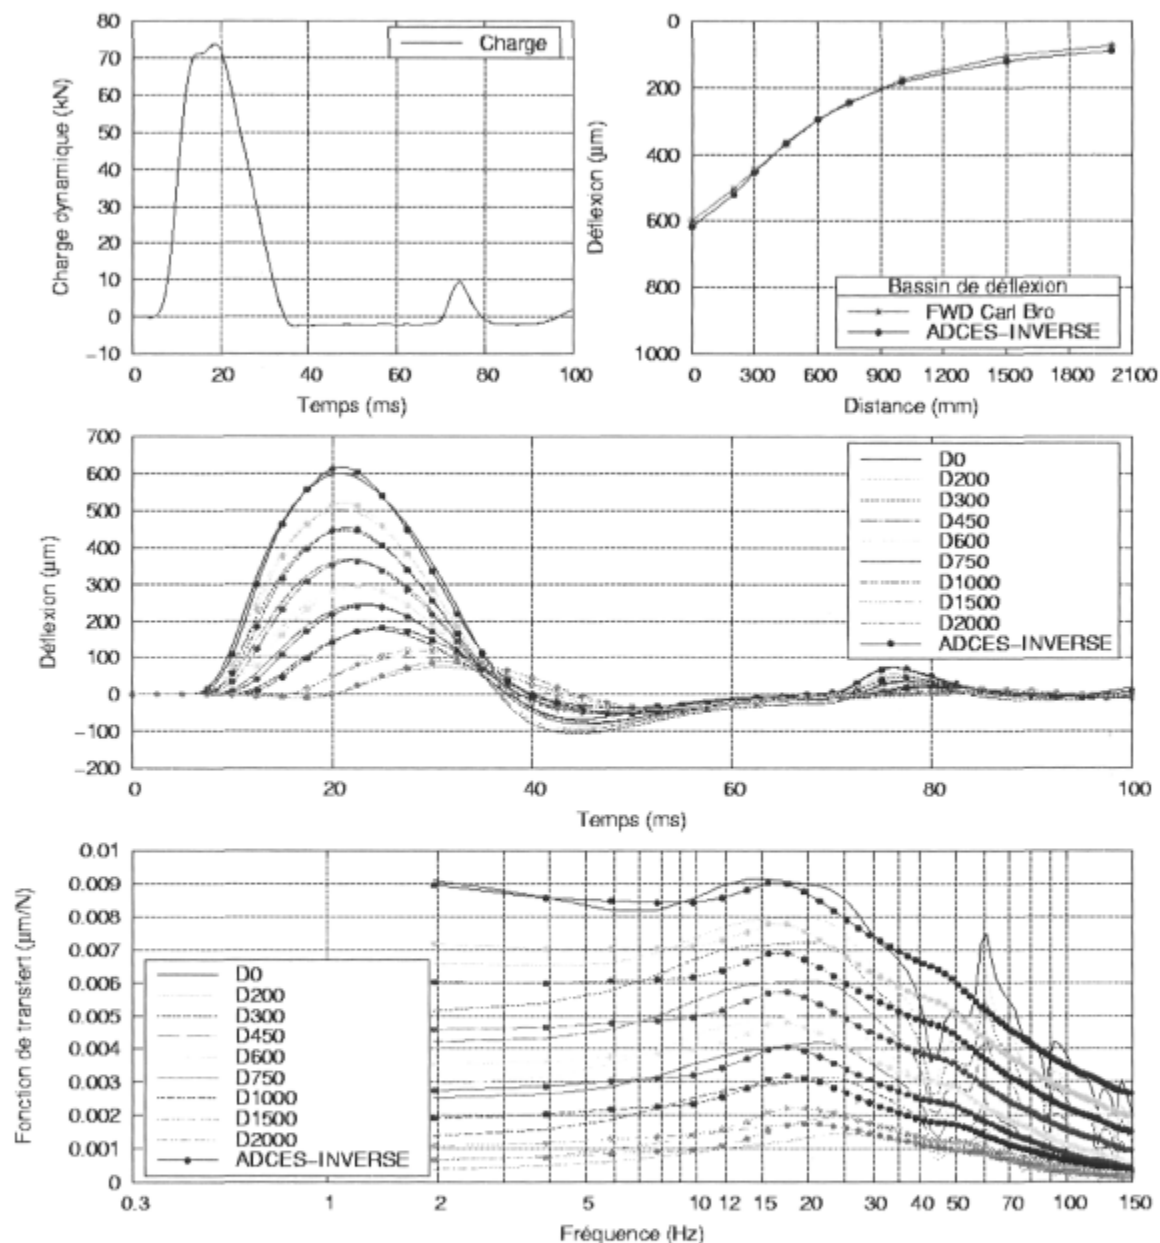 Charge dynamique (kN)
80
70
60
50
40
30
20
10
0
−10
Charge
0 20 40 60 80 100
Temps (ms)
Déflexion (µm)
0
200
400
600
800
1000
Bassin de déflexion
FWD Carl Bro
ADCES−INVERSE
0 300 600 900 1200 1500 1800 2100
Distance (mm)
Déflexion (µm)
700
600
500
400
300
200
100
0
−100
−200
D0
D200
D300
D450
D600
D750
D1000
D1500
D2000
ADCES−INVERSE
0 20 40 60 80 100
Temps (ms)
Fonction de transfert (µm/N)
0.01
0.009
0.008
0.007
0.006
0.005
0.004
0.003
0.002
0.001
0
D0
D200
D300
D450
D600
D750
D1000
D1500
D2000
ADCES−INVERSE
0.3 1 2 5 10 12 15 20 30 40 50 70 100 150
Fréquence (Hz)